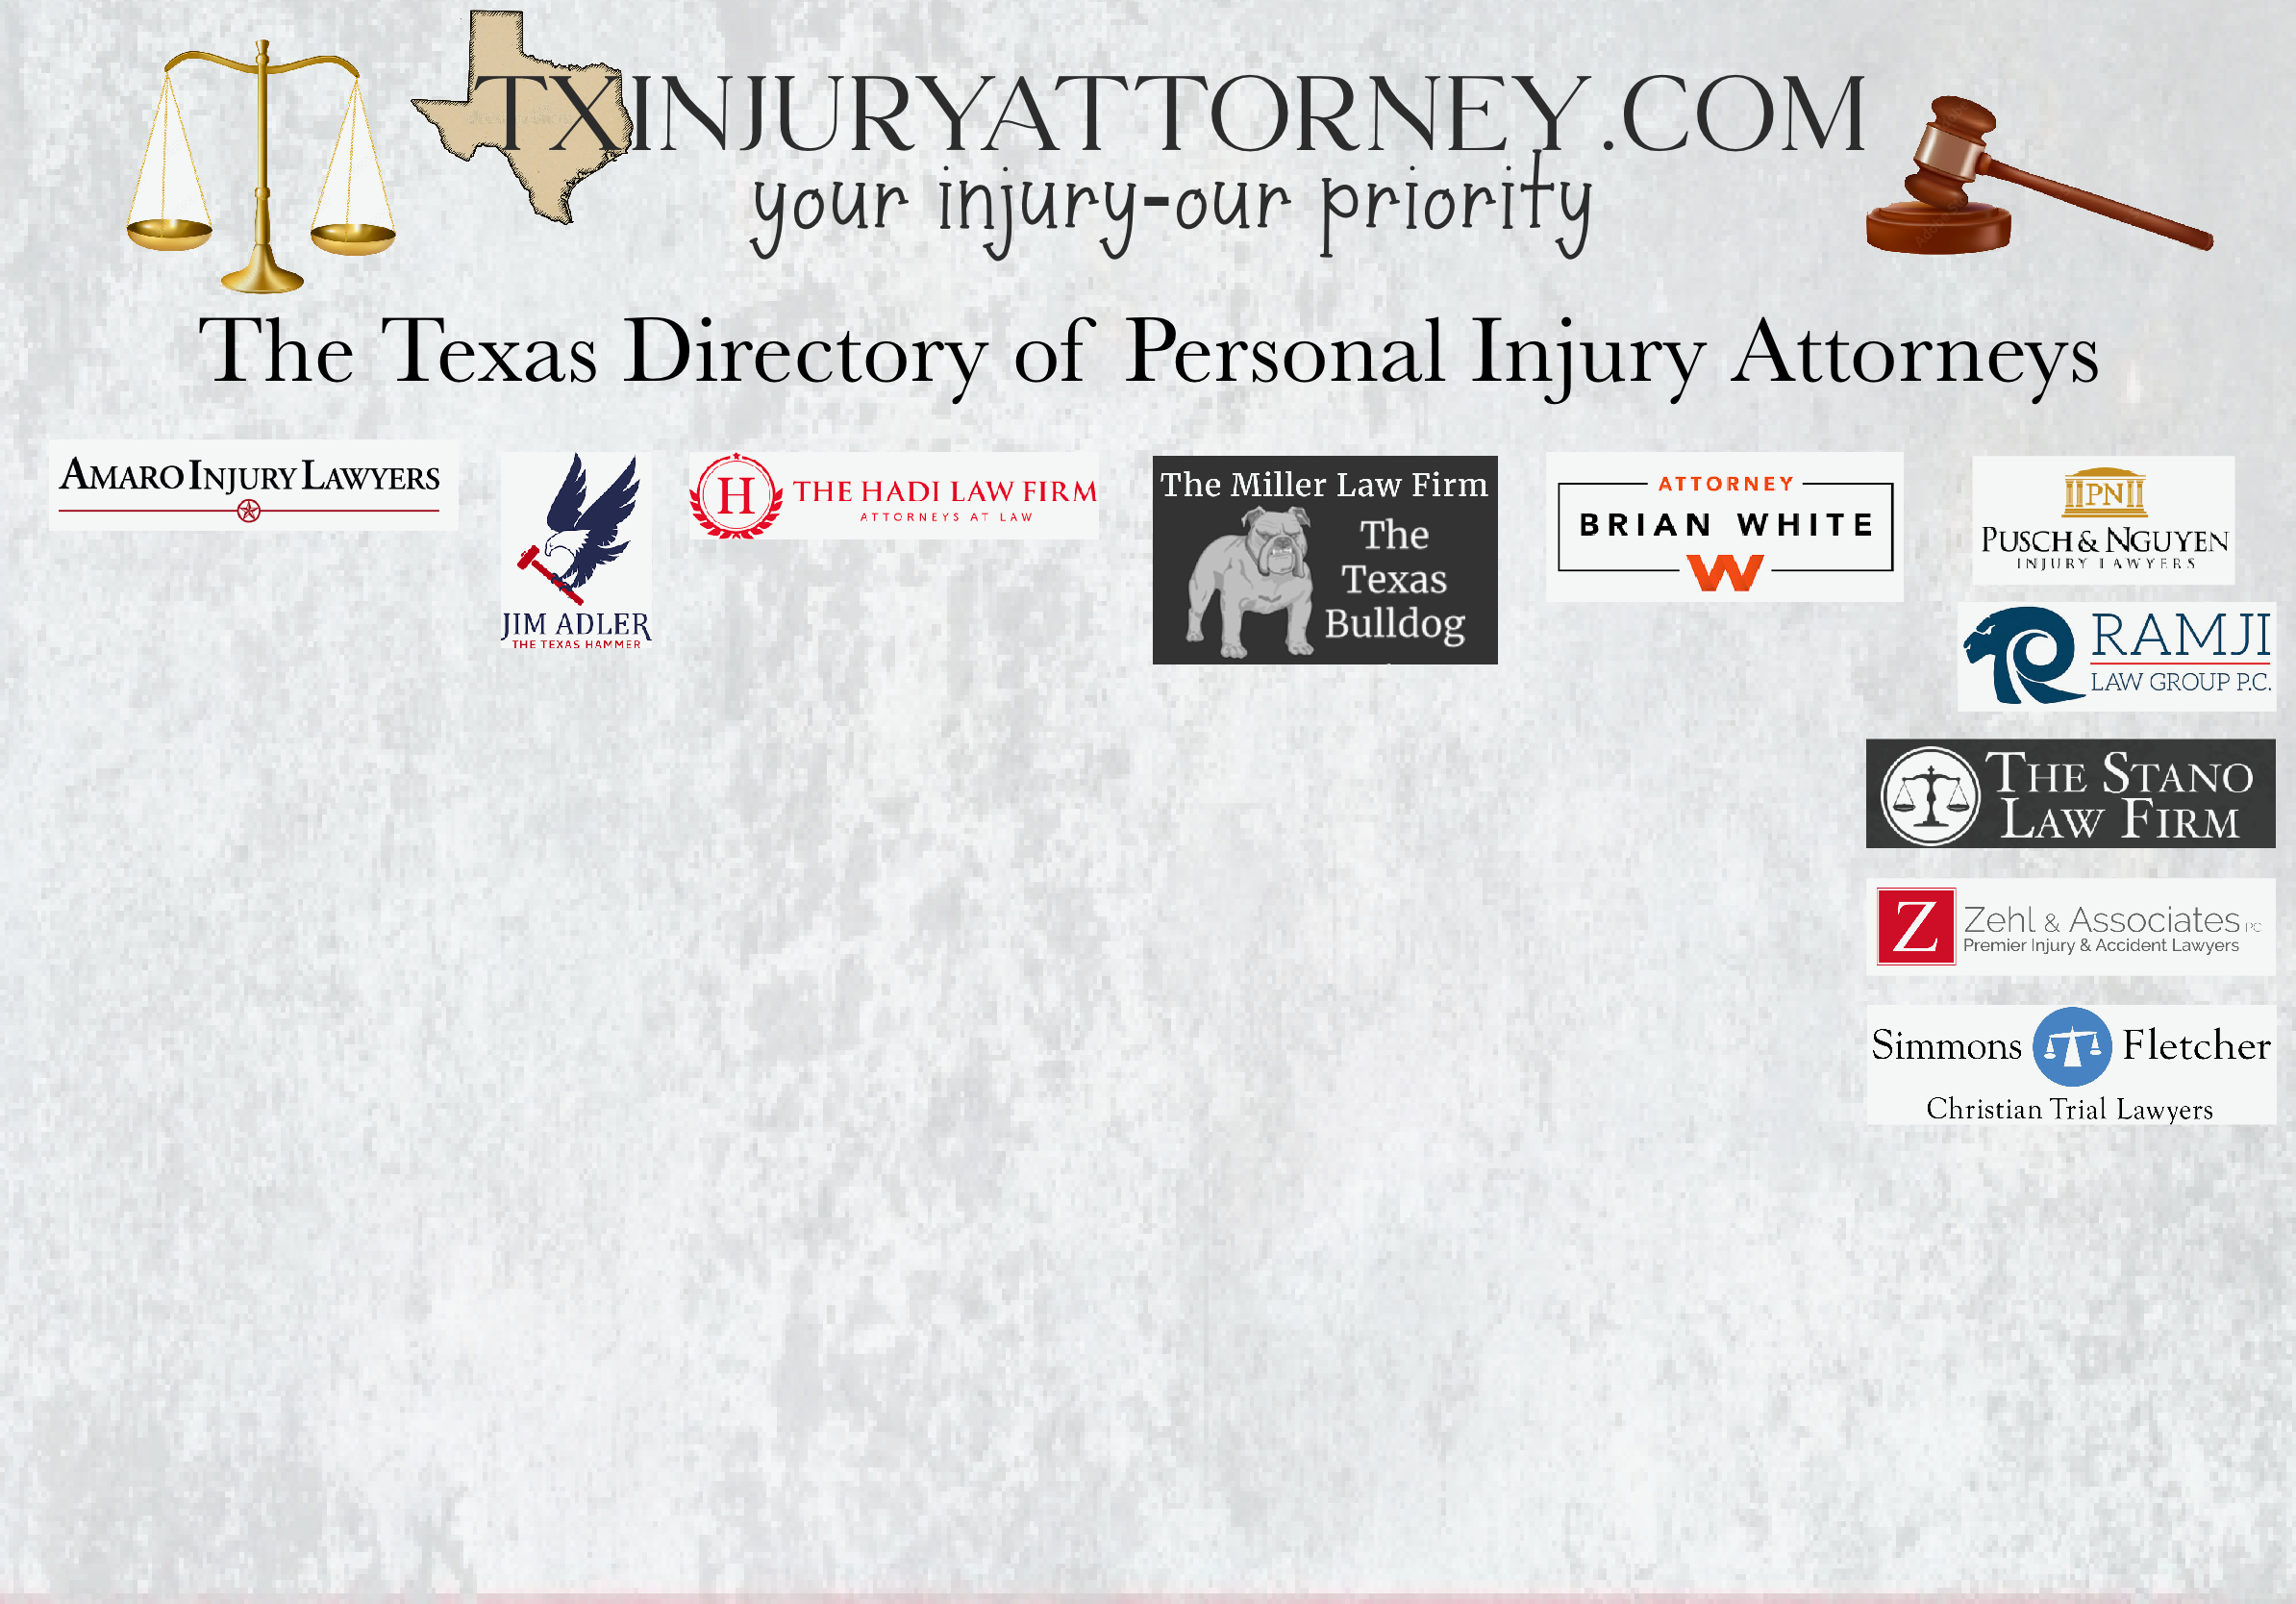 TXINJURYATTORNEY.COM
your injury-our priority
The Texas Directory of Personal Injury Attorneys
AMARO INJURY LAWYERS
JIM ADLER
THE TEXAS HAMMER
H
THE HADI LAW FIRM
ATTORNEYS AT LAW
The Miller Law Firm
The
Texas
Bulldog
ATTORNEY
BRIAN WHITE
W
PN
PUSCH & NGUYEN
INJURY LAWYERS
R
RAMJI
LAW GROUP P.C.
THE STANO
LAW FIRM
Z
Zehl & Associates PC
Premier Injury & Accident Lawyers
Simmons Fletcher
Christian Trial Lawyers